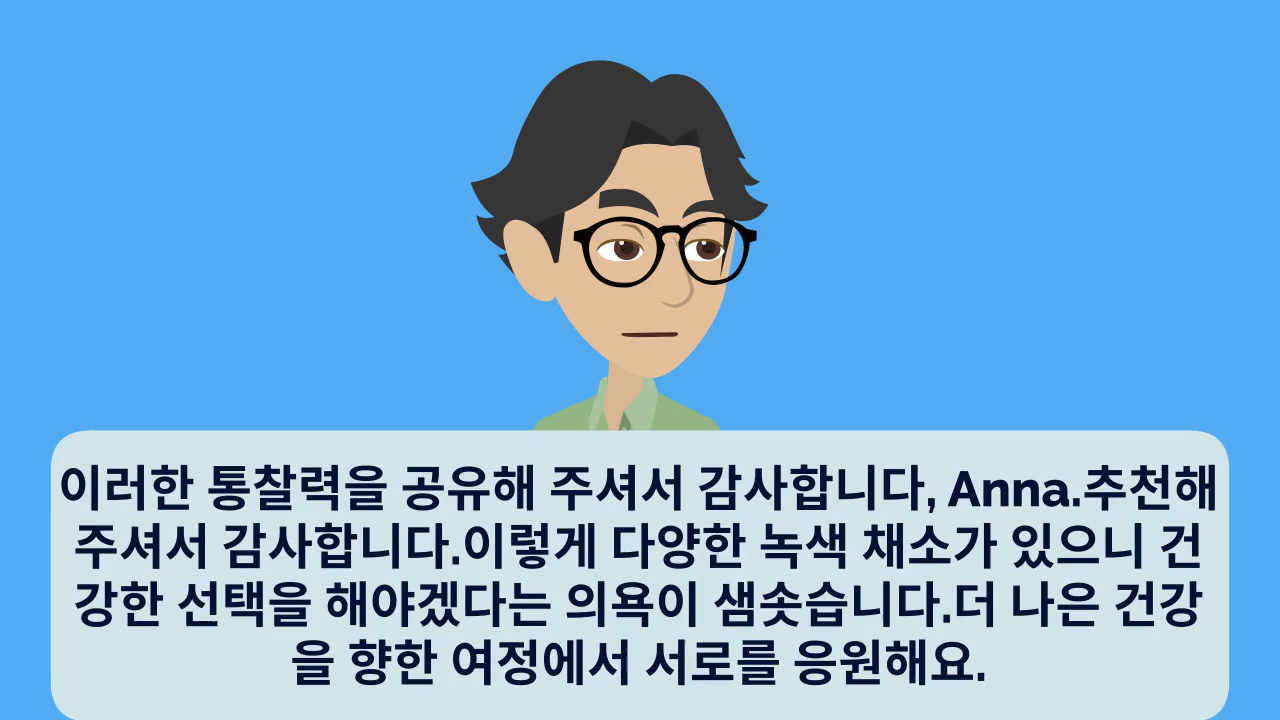 이러한 통찰력을 공유해 주셔서 감사합니다, Anna.추천해
주셔서 감사합니다.이렇게 다양한 녹색 채소가 있으니 건
강한 선택을 해야겠다는 의욕이 샘솟습니다.더 나은 건강
을 향한 여정에서 서로를 응원해요.